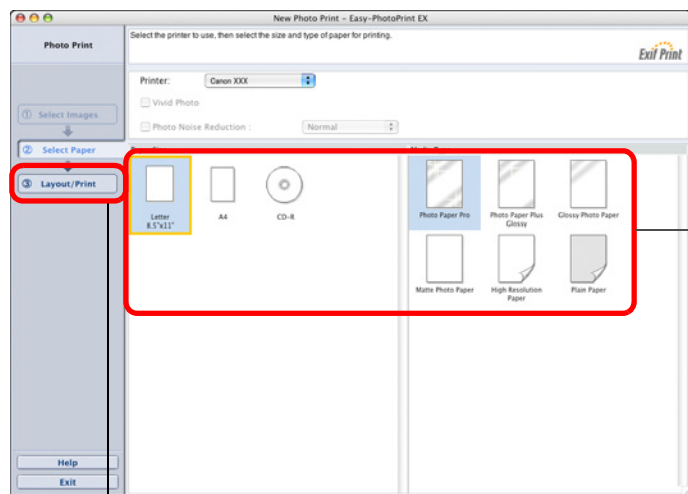 New Photo Print – Easy-PhotoPrint EX
Photo Print
Select the printer to use, then select the size and type of paper for printing.
Exif Print
Printer:
Canon XXX
Vivid Photo
Photo Noise Reduction :
Normal
① Select Images
② Select Paper
③ Layout/Print
Letter
8.5"x11"
A4
CD-R
Photo Paper Pro
Photo Paper Plus
Glossy
Glossy Photo Paper
Matte Photo Paper
High Resolution
Paper
Plain Paper
Help
Exit